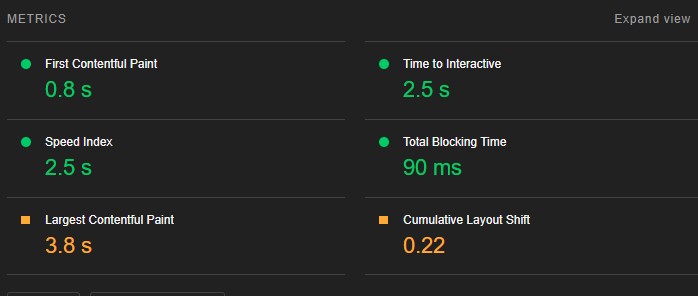 METRICS
Expand view
First Contentful Paint
0.8 s
Time to Interactive
2.5 s
Speed Index
2.5 s
Total Blocking Time
90 ms
Largest Contentful Paint
3.8 s
Cumulative Layout Shift
0.22